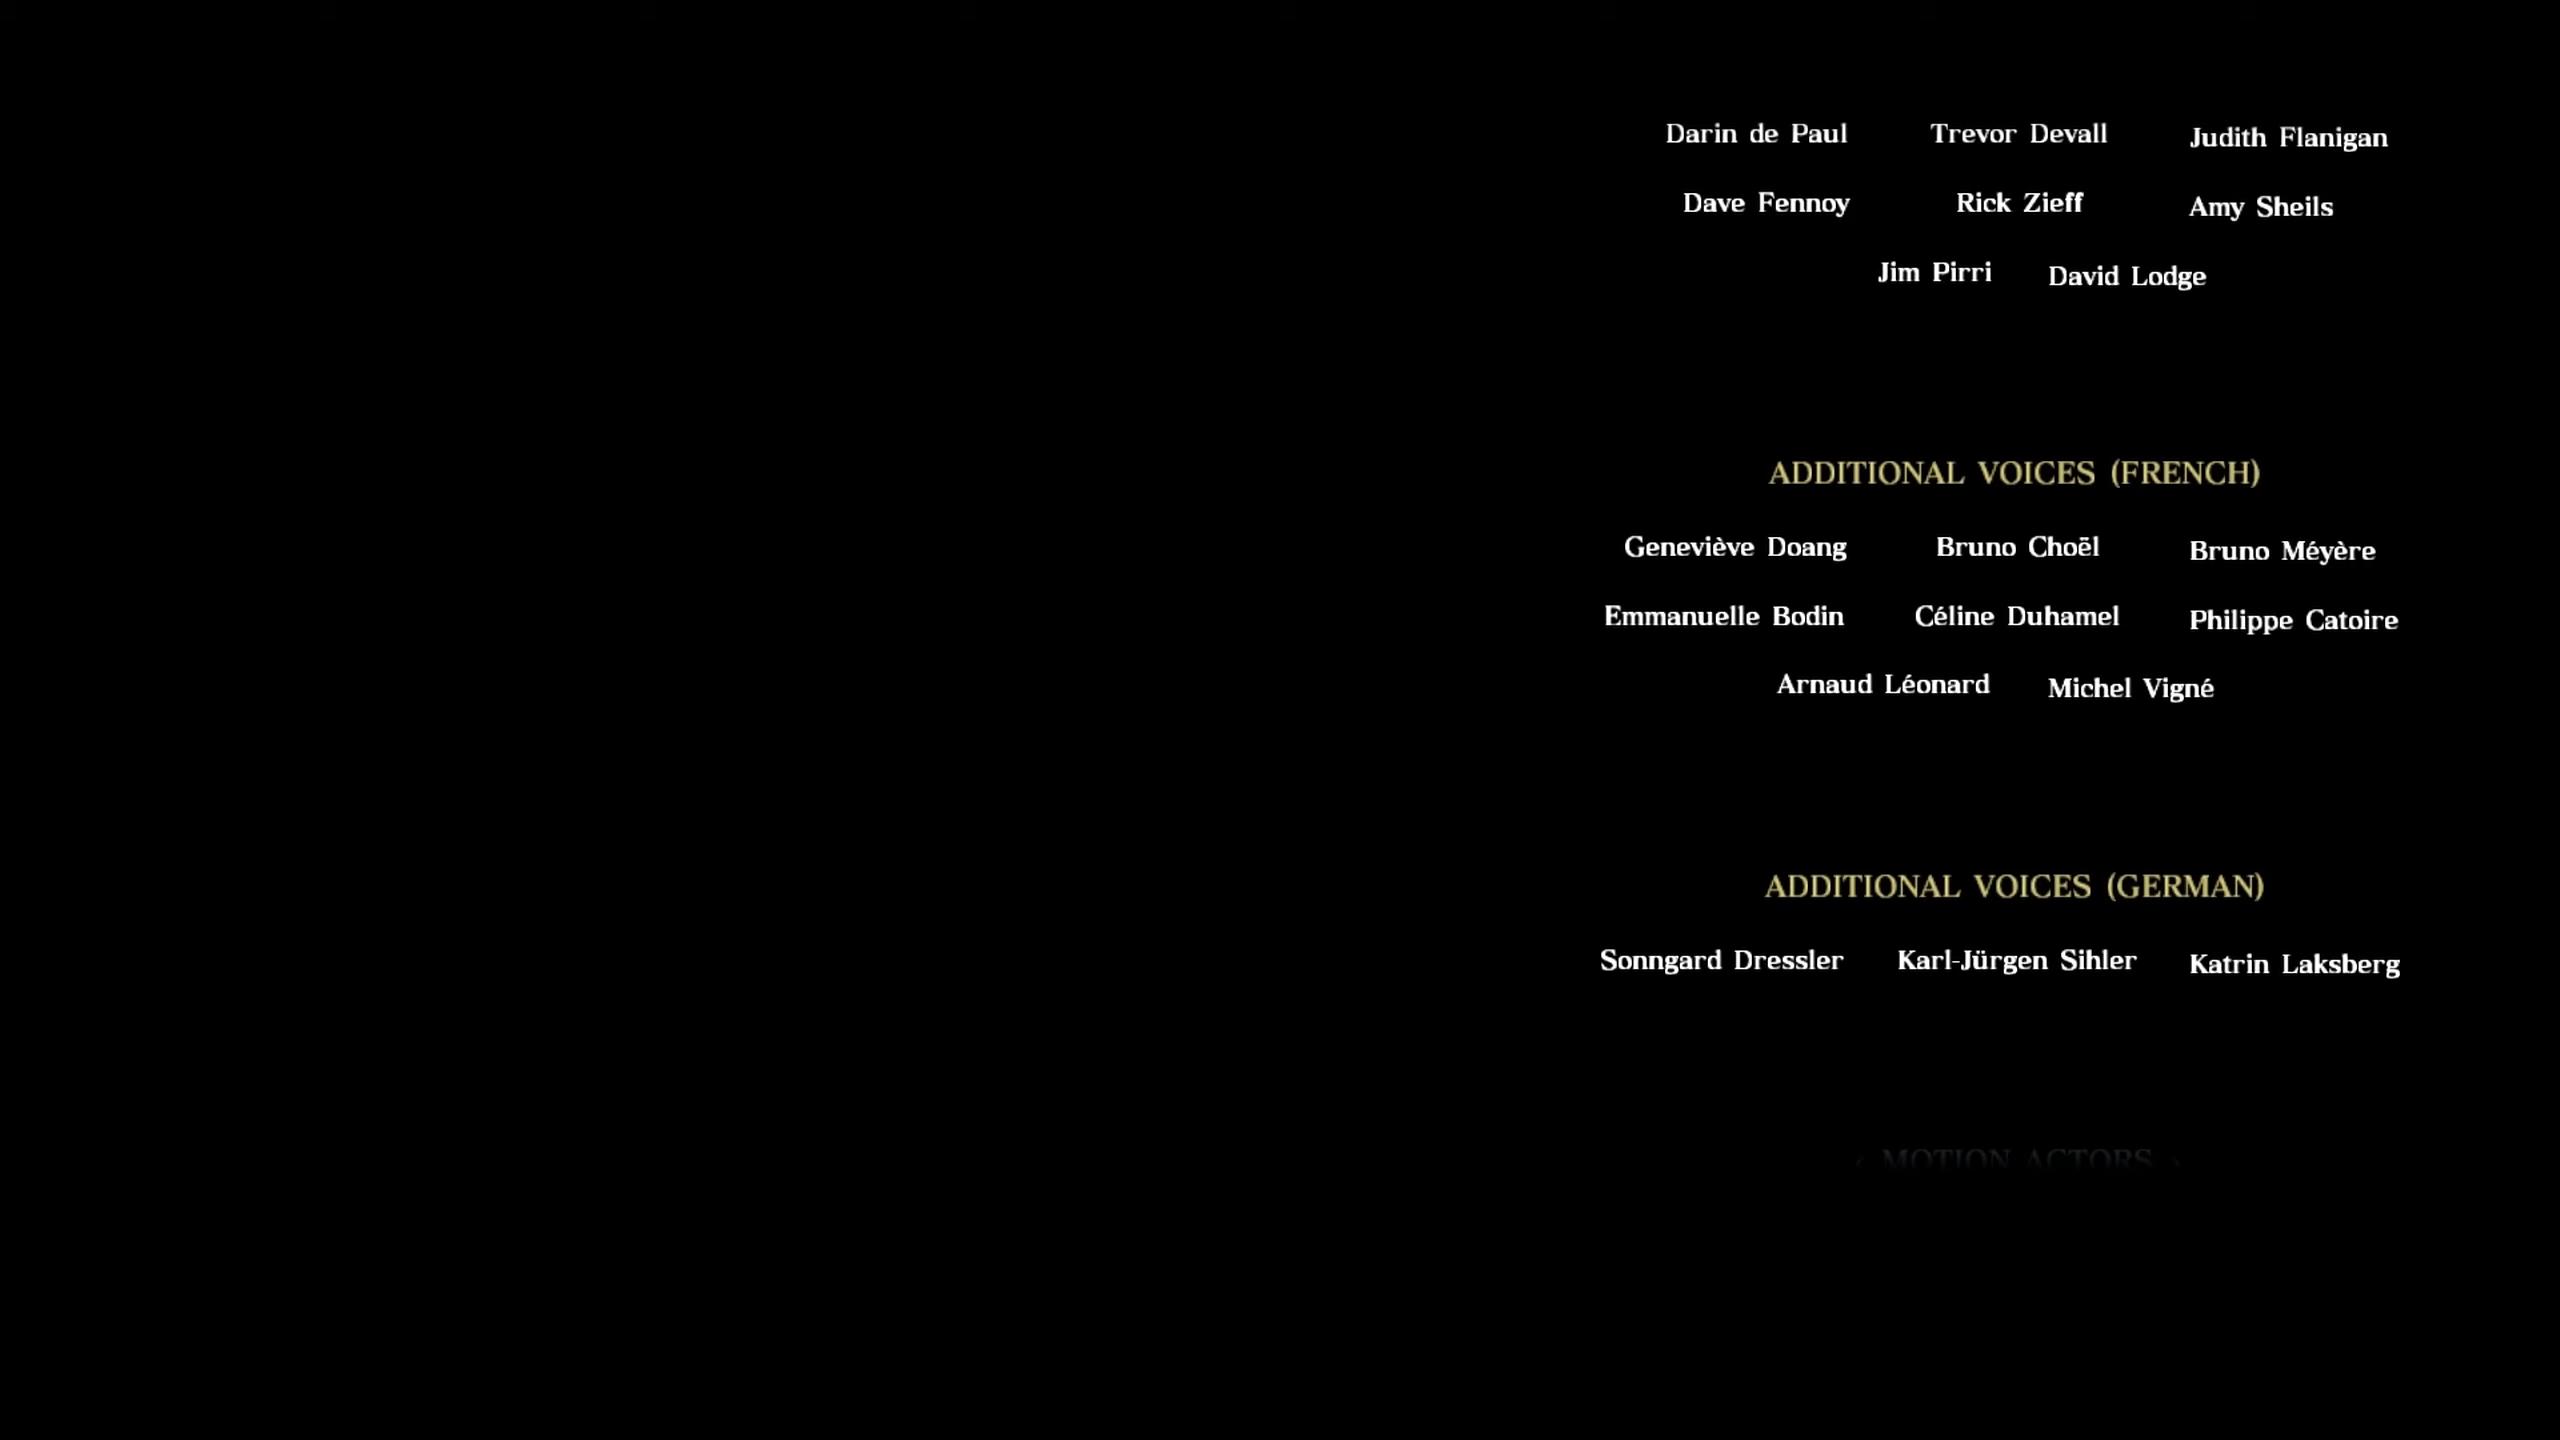 Darin de Paul Trevor Devall Judith Flanigan
Dave Fennoy Rick Zieff Amy Sheils
Jim Pirri David Lodge
ADDITIONAL VOICES (FRENCH)
Geneviève Doang Bruno Choël Bruno Méyère
Emmanuelle Bodin Céline Duhamel Philippe Catoire
Arnaud Léonard Michel Vigné
ADDITIONAL VOICES (GERMAN)
Sonngard Dressler Karl-Jürgen Sihler Katrin Laksberg
MOTION ACTORS